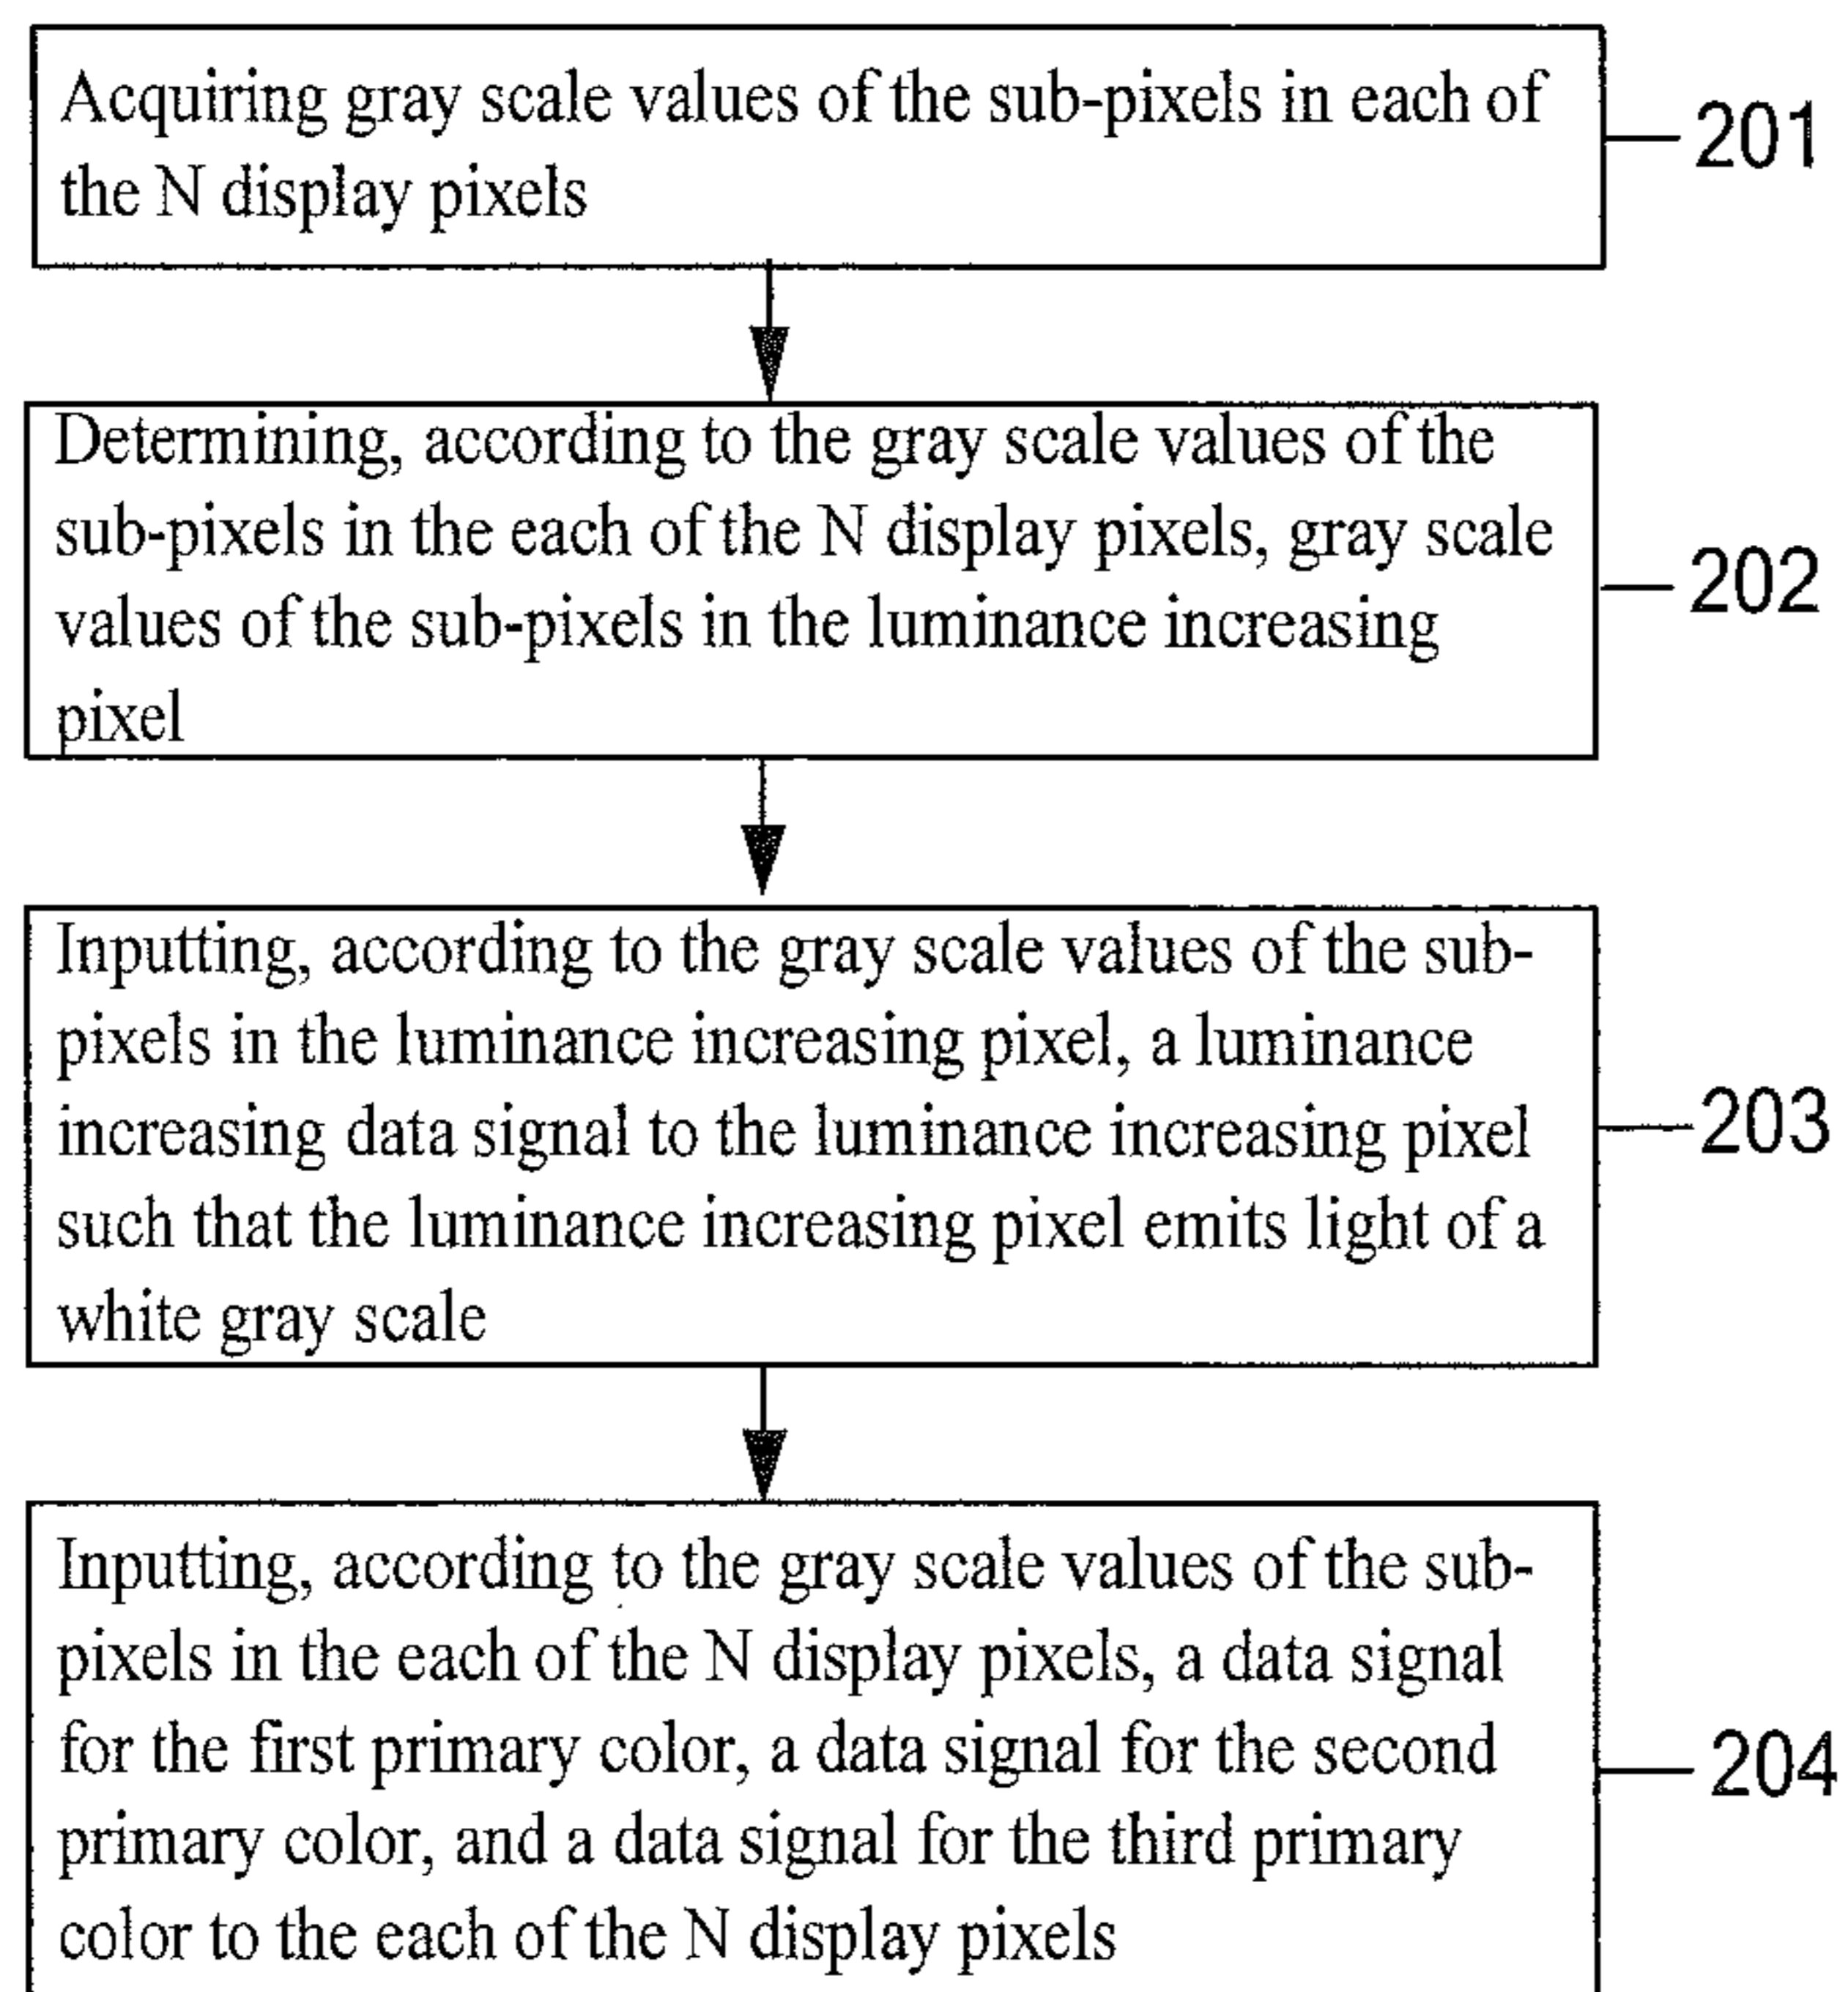 Acquiring gray scale values of the sub-pixels in each of
the N display pixels
201
Determining, according to the gray scale values of the
sub-pixels in the each of the N display pixels, gray scale
values of the sub-pixels in the luminance increasing
pixel
202
Inputting, according to the gray scale values of the sub-
pixels in the luminance increasing pixel, a luminance
increasing data signal to the luminance increasing pixel
such that the luminance increasing pixel emits light of a
white gray scale
203
Inputting, according to the gray scale values of the sub-
pixels in the each of the N display pixels, a data signal
for the first primary color, a data signal for the second
primary color, and a data signal for the third primary
color to the each of the N display pixels
204